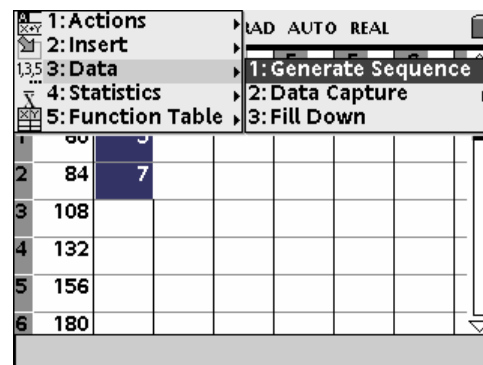 1: Actions RAD AUTO REAL
2: Insert
3: Data 1: Generate Sequence
4: Statistics 2: Data Capture
5: Function Table 3: Fill Down
2 84 7
3 108
4 132
5 156
6 180